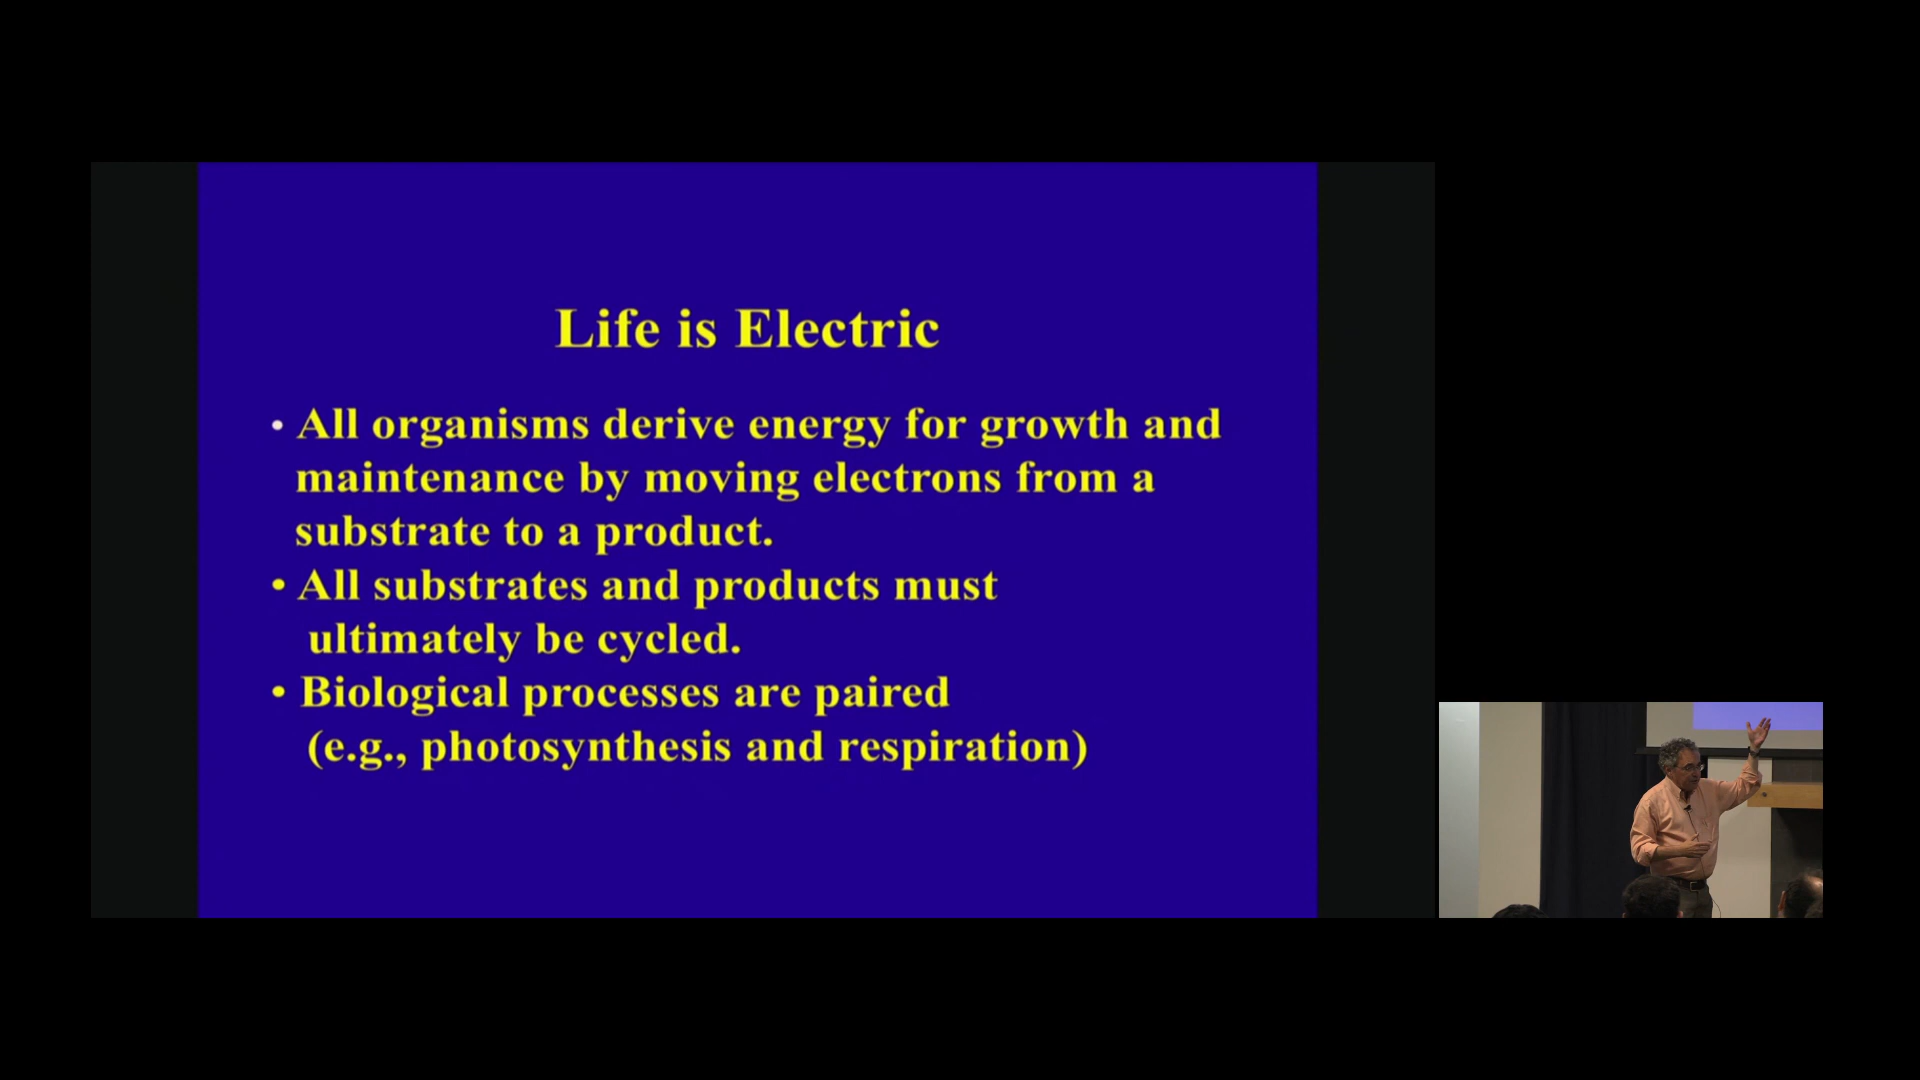 Life is Electric
• All organisms derive energy for growth and
maintenance by moving electrons from a
substrate to a product.
• All substrates and products must
ultimately be cycled.
• Biological processes are paired
(e.g., photosynthesis and respiration)